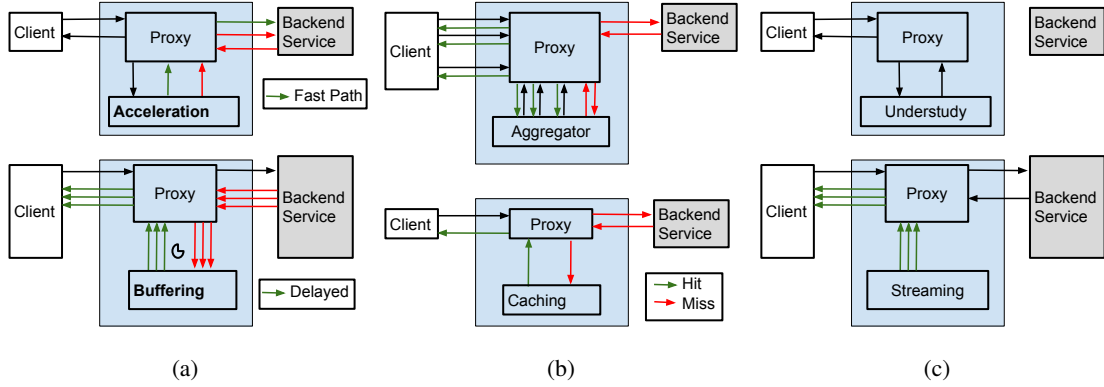 Client
Proxy
Backend
Service
Acceleration
Fast Path
Client
Proxy
Backend
Service
Buffering
Delayed
(a)
Client
Proxy
Backend
Service
Aggregator
Client
Proxy
Backend
Service
Caching
Hit
Miss
(b)
Client
Proxy
Backend
Service
Understudy
Client
Proxy
Backend
Service
Streaming
(c)